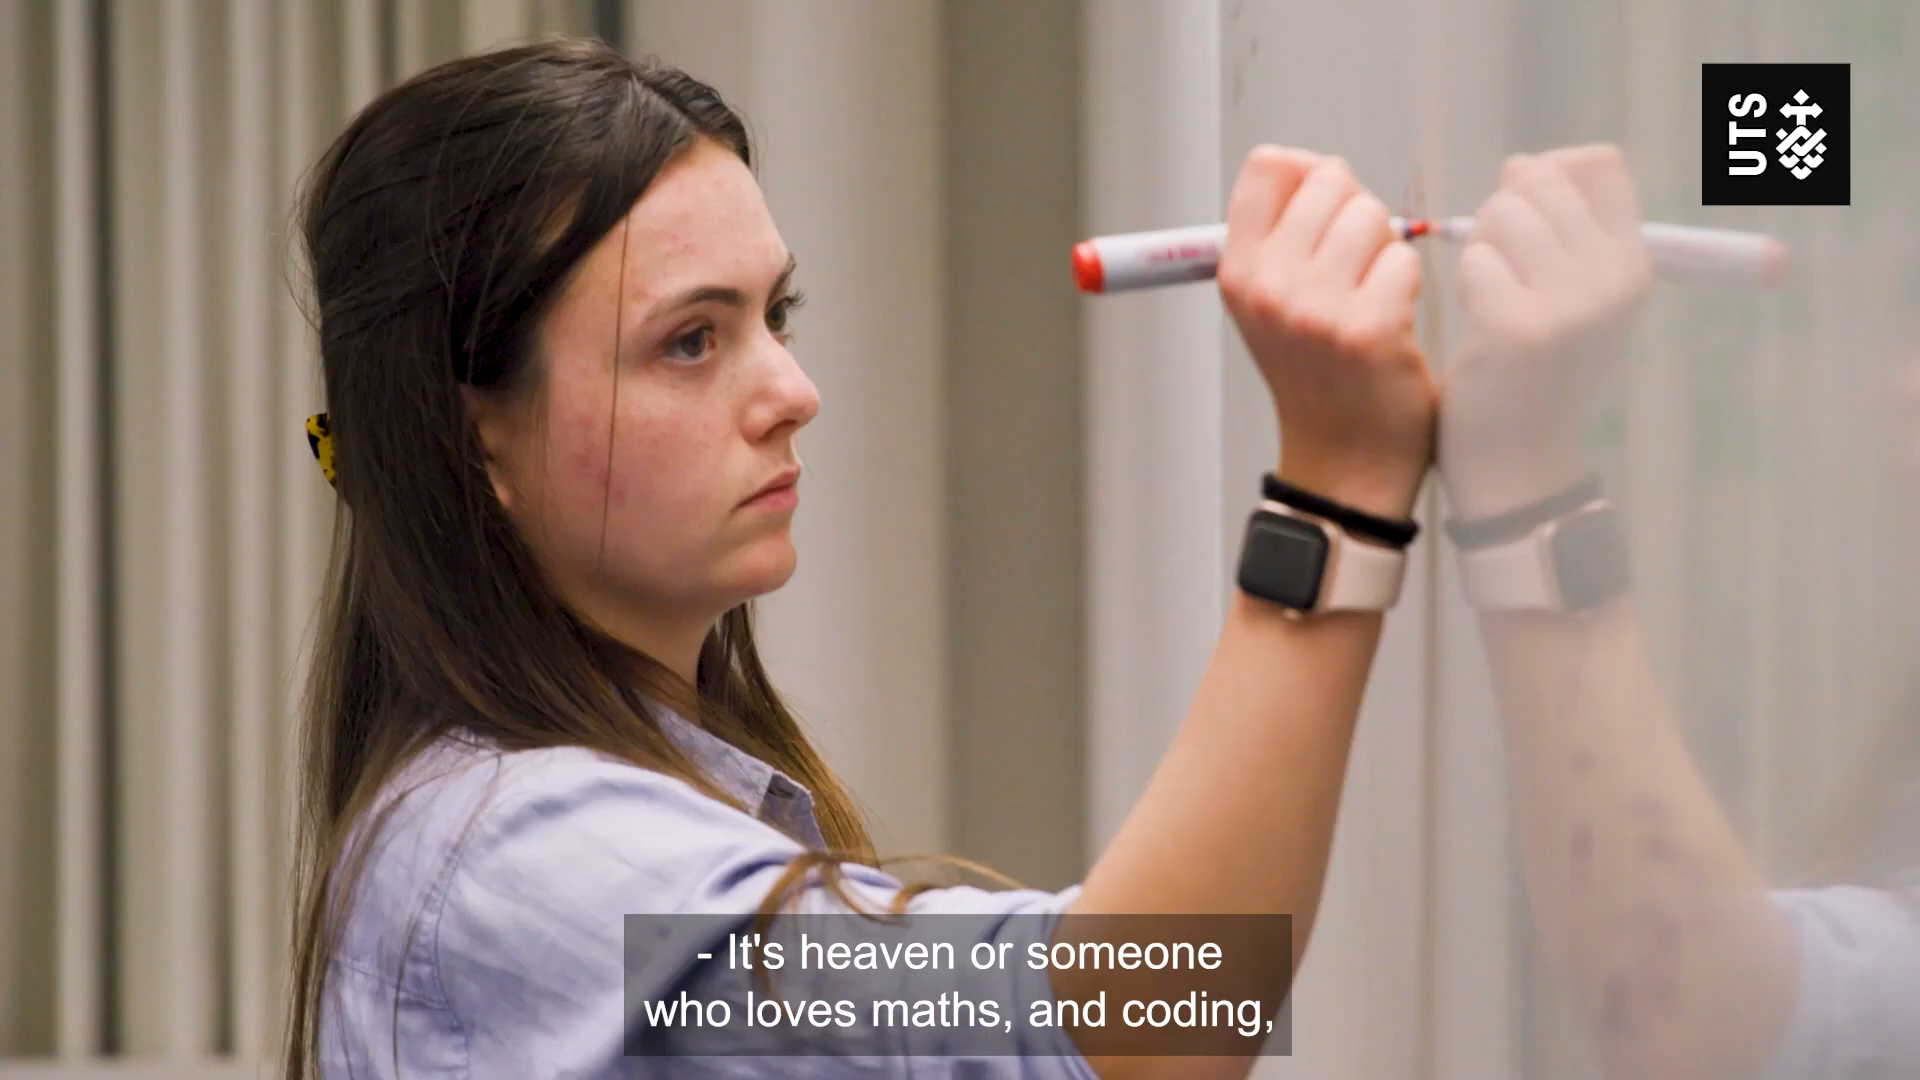 UTS
- It's heaven or someone
who loves maths, and coding,